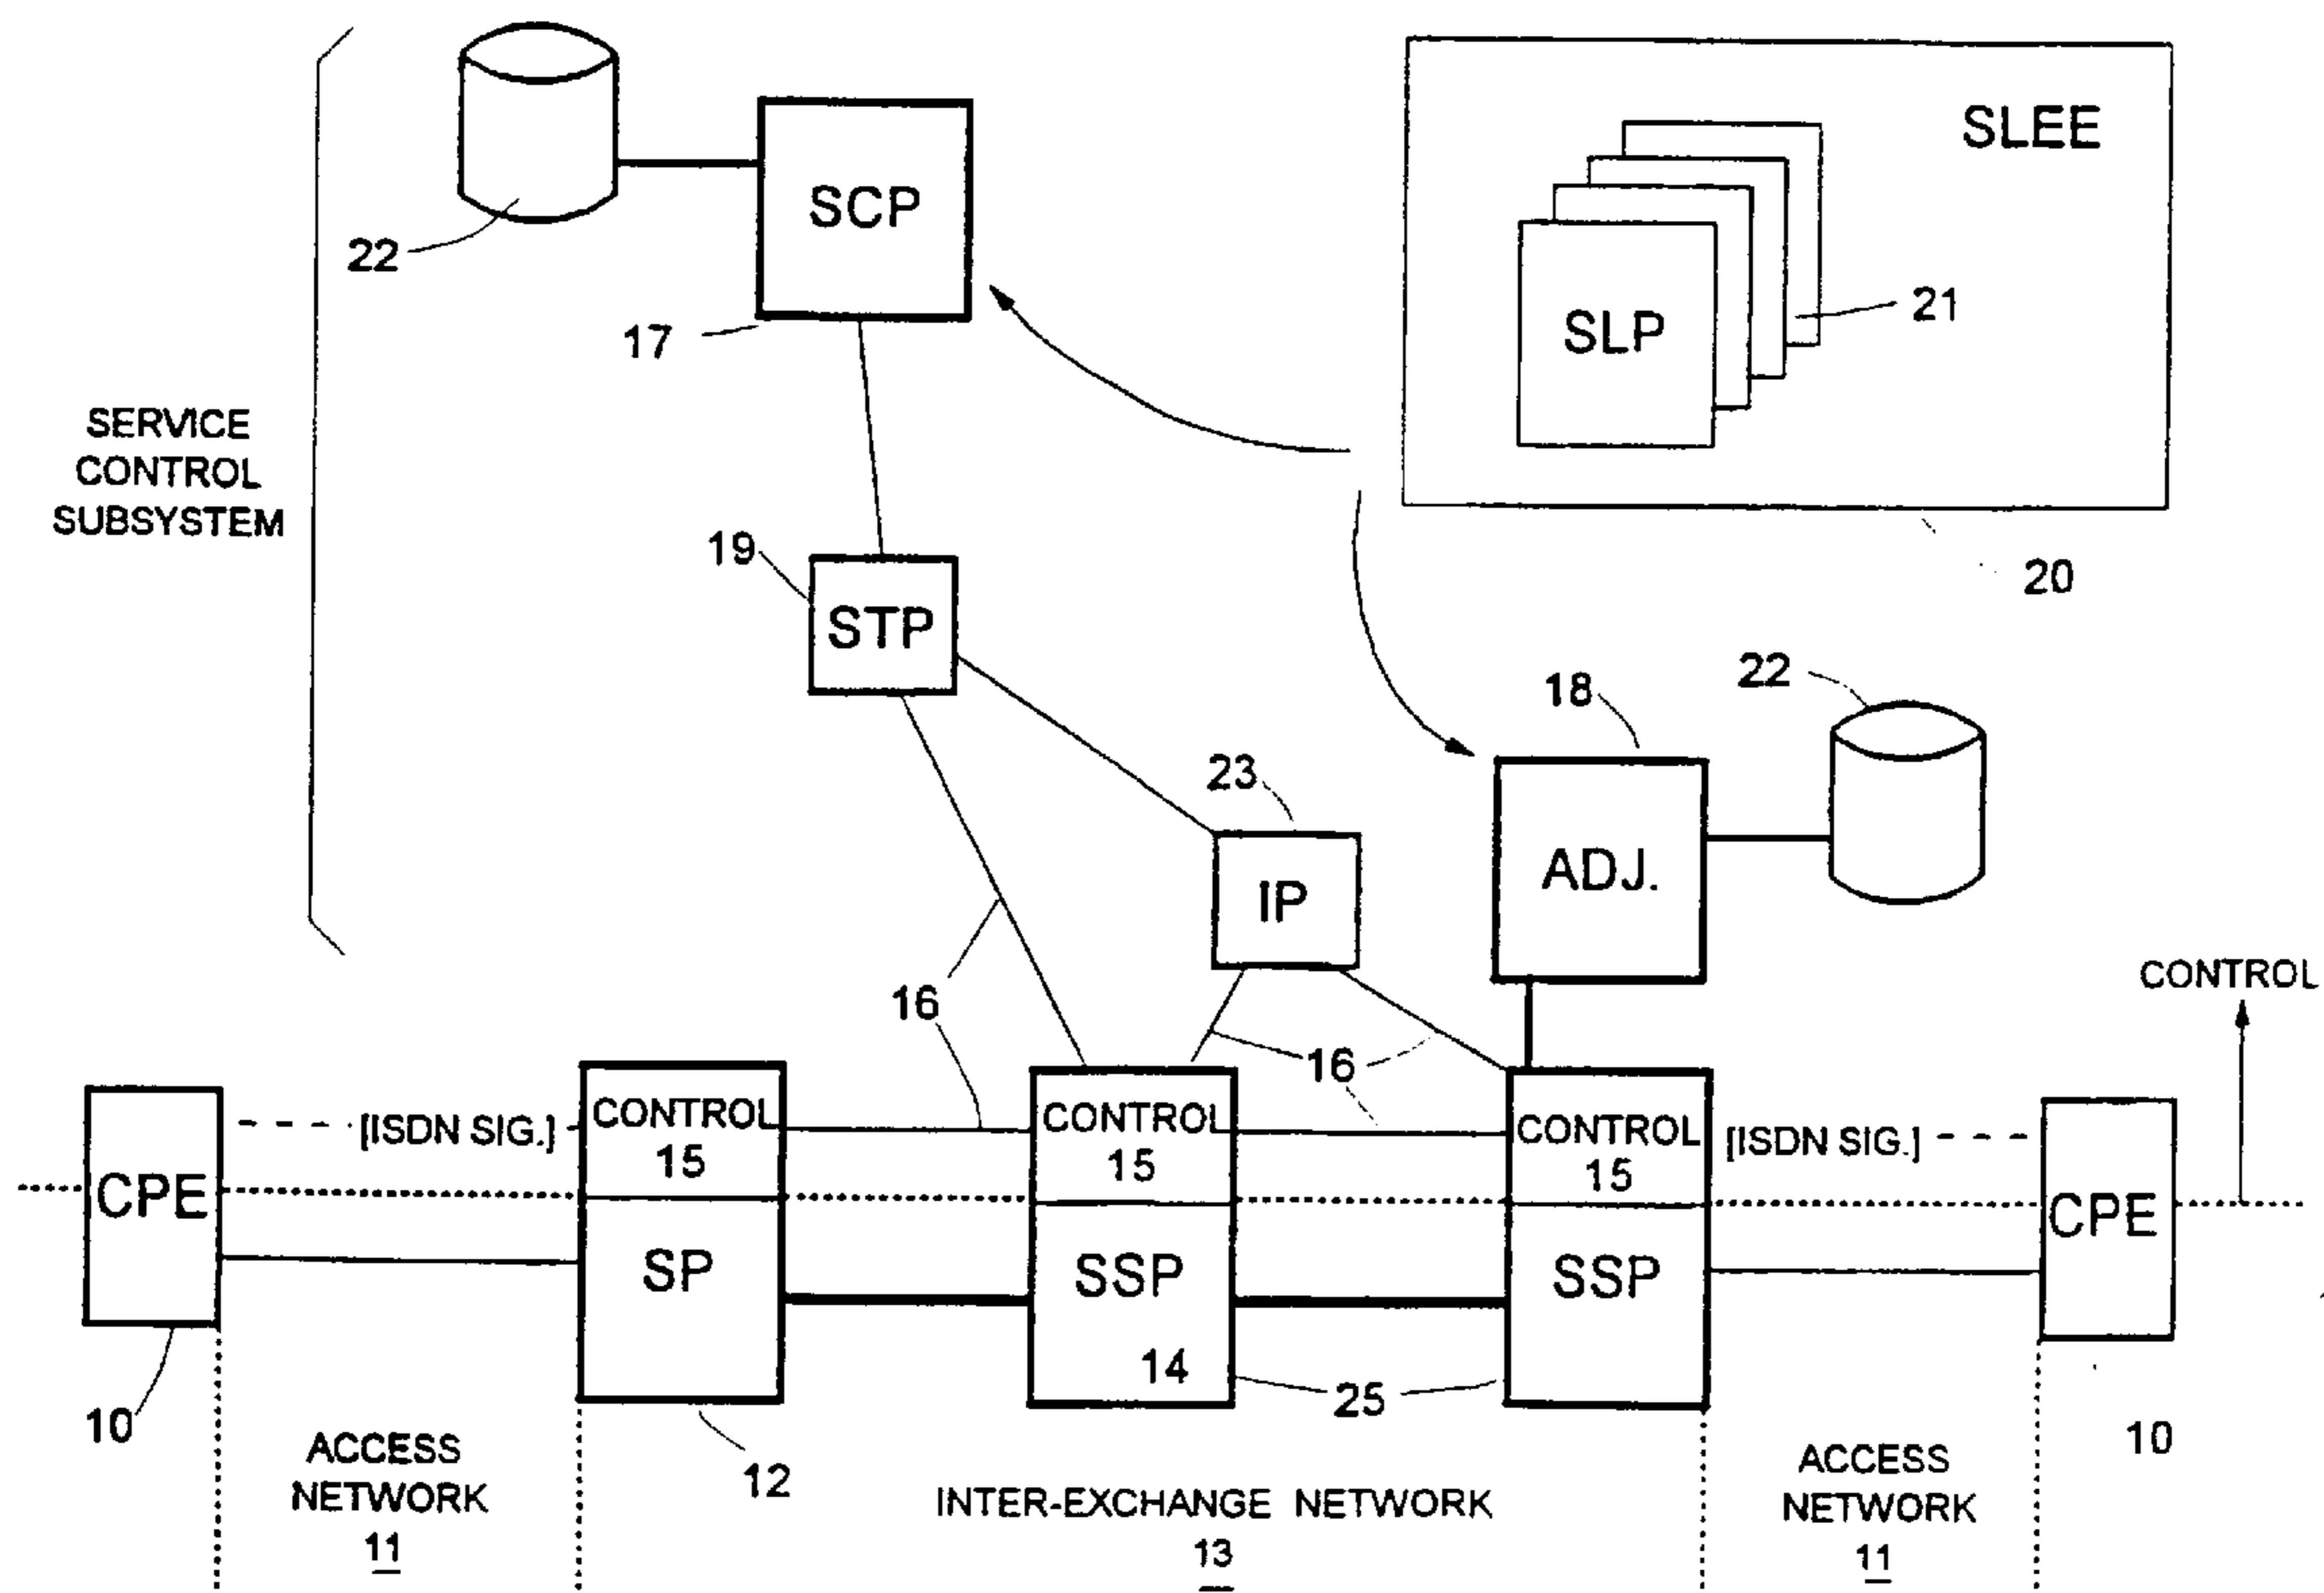 SLEE
SCP
22
21
SLP
17
SERVICE
CONTROL
SUBSYSTEM
19
STP
20
22
18
23
ADJ.
IP
CONTROL
16
16
[ISDN SIG.]
CONTROL
15
CONTROL
15
CONTROL
15
[ISDN SIG.]
CPE
CPE
SP
SSP
SSP
14
25
10
10
12
ACCESS
NETWORK
11
INTER-EXCHANGE NETWORK
13
ACCESS
NETWORK
11